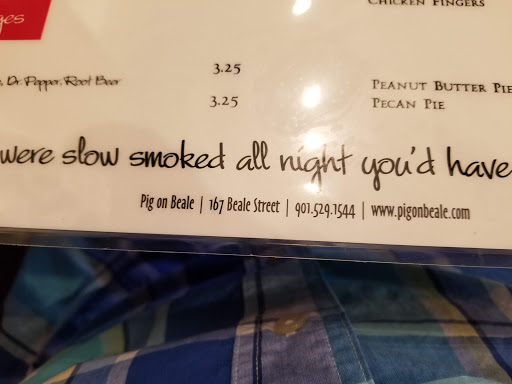 CHICKEN FINGERS
3.25
Dr. Pepper, Root Beer
3.25
PEANUT BUTTER PIE
PECAN PIE
were slow smoked all night you'd have
Pig on Beale | 167 Beale Street | 901.529.1544 | www.pigonbeale.com